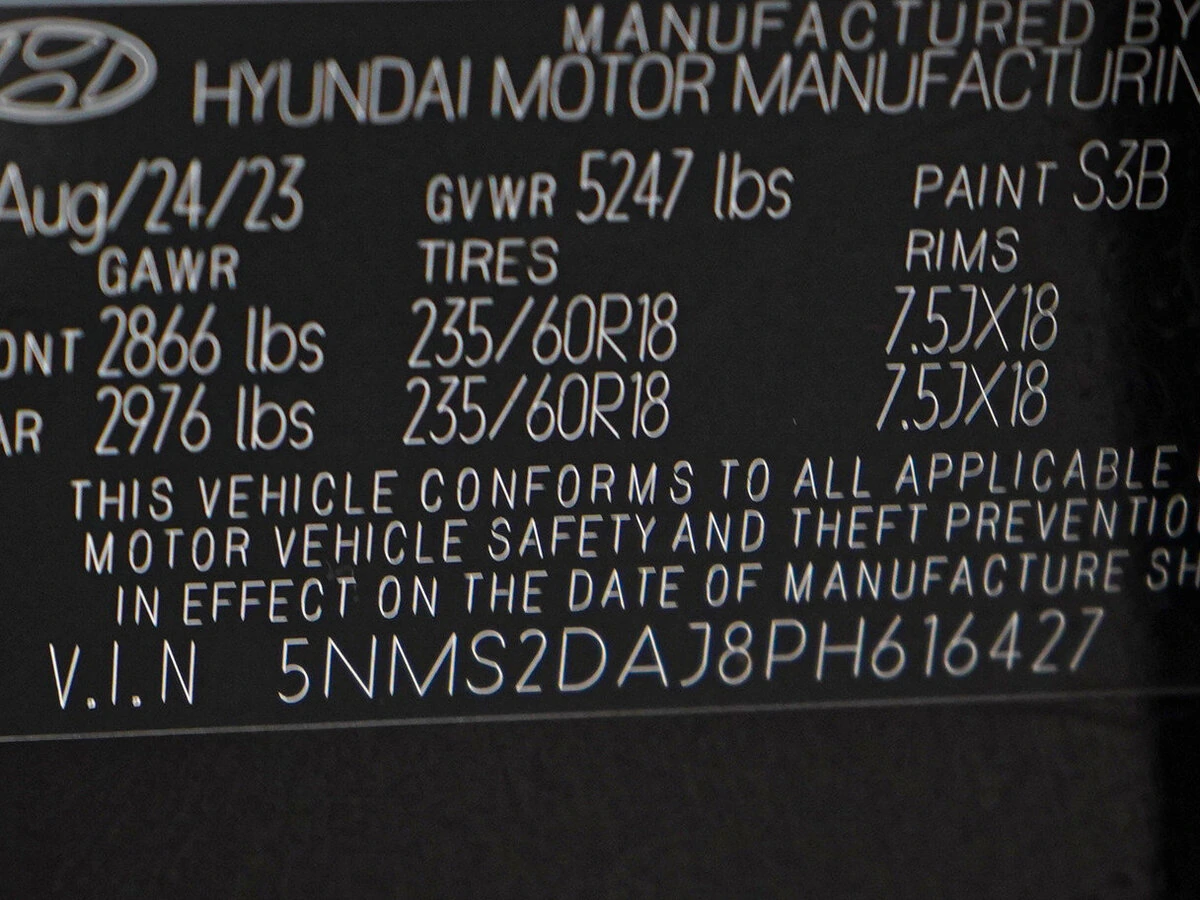 MANUFACTURED BY
HYUNDAI MOTOR MANUFACTURIN
Aug/24/23 GVWR 5247 lbs PAINT S3B
GAWR TIRES RIMS
ONT 2866 lbs 235/60R18 7.5JX18
AR 2976 lbs 235/60R18 7.5JX18
THIS VEHICLE CONFORMS TO ALL APPLICABLE
MOTOR VEHICLE SAFETY AND THEFT PREVENTIO
IN EFFECT ON THE DATE OF MANUFACTURE SH
V.I.N 5NMS2DAJ8PH616427